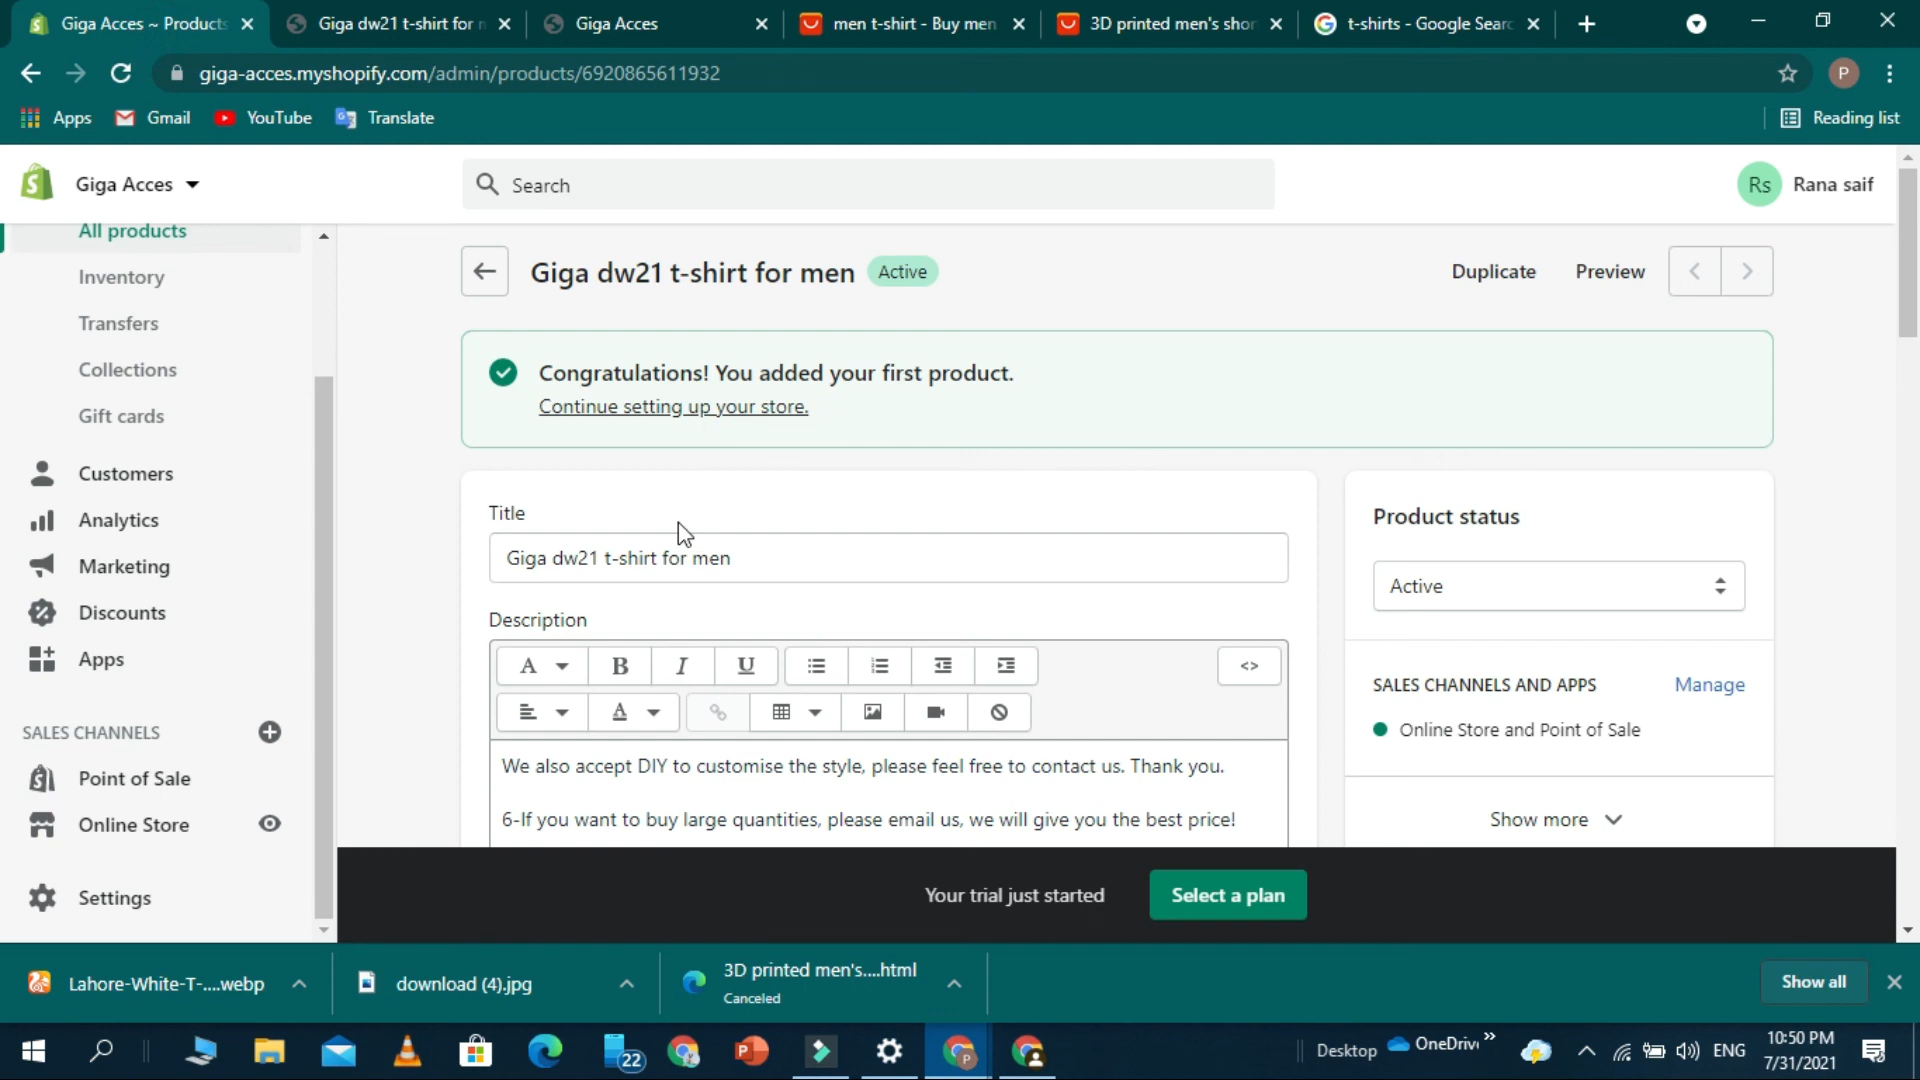 Giga Acces ~ Products
Giga dw21 t-shirt for
Giga Acces
men t-shirt - Buy men
3D printed men's shor
t-shirts - Google Searc
giga-acces.myshopify.com/admin/products/6920865611932
P
Apps
Gmail
YouTube
Translate
Reading list
Giga Acces
Search
Rs
Rana saif
All products
Inventory
Transfers
Collections
Gift cards
Customers
Analytics
Marketing
Discounts
Apps
SALES CHANNELS
Point of Sale
Online Store
Settings
Giga dw21 t-shirt for men
Active
Duplicate
Preview
Congratulations! You added your first product.
Continue setting up your store.
Title
Giga dw21 t-shirt for men
Description
A
B
I
U
<>
A
We also accept DIY to customise the style, please feel free to contact us. Thank you.
6-If you want to buy large quantities, please email us, we will give you the best price!
Product status
Active
SALES CHANNELS AND APPS
Manage
Online Store and Point of Sale
Show more
Your trial just started
Select a plan
Lahore-White-T-....webp
download (4).jpg
3D printed men's....html
Canceled
Show all
22
P
Desktop
OneDriv
ENG
10:50 PM
7/31/2021